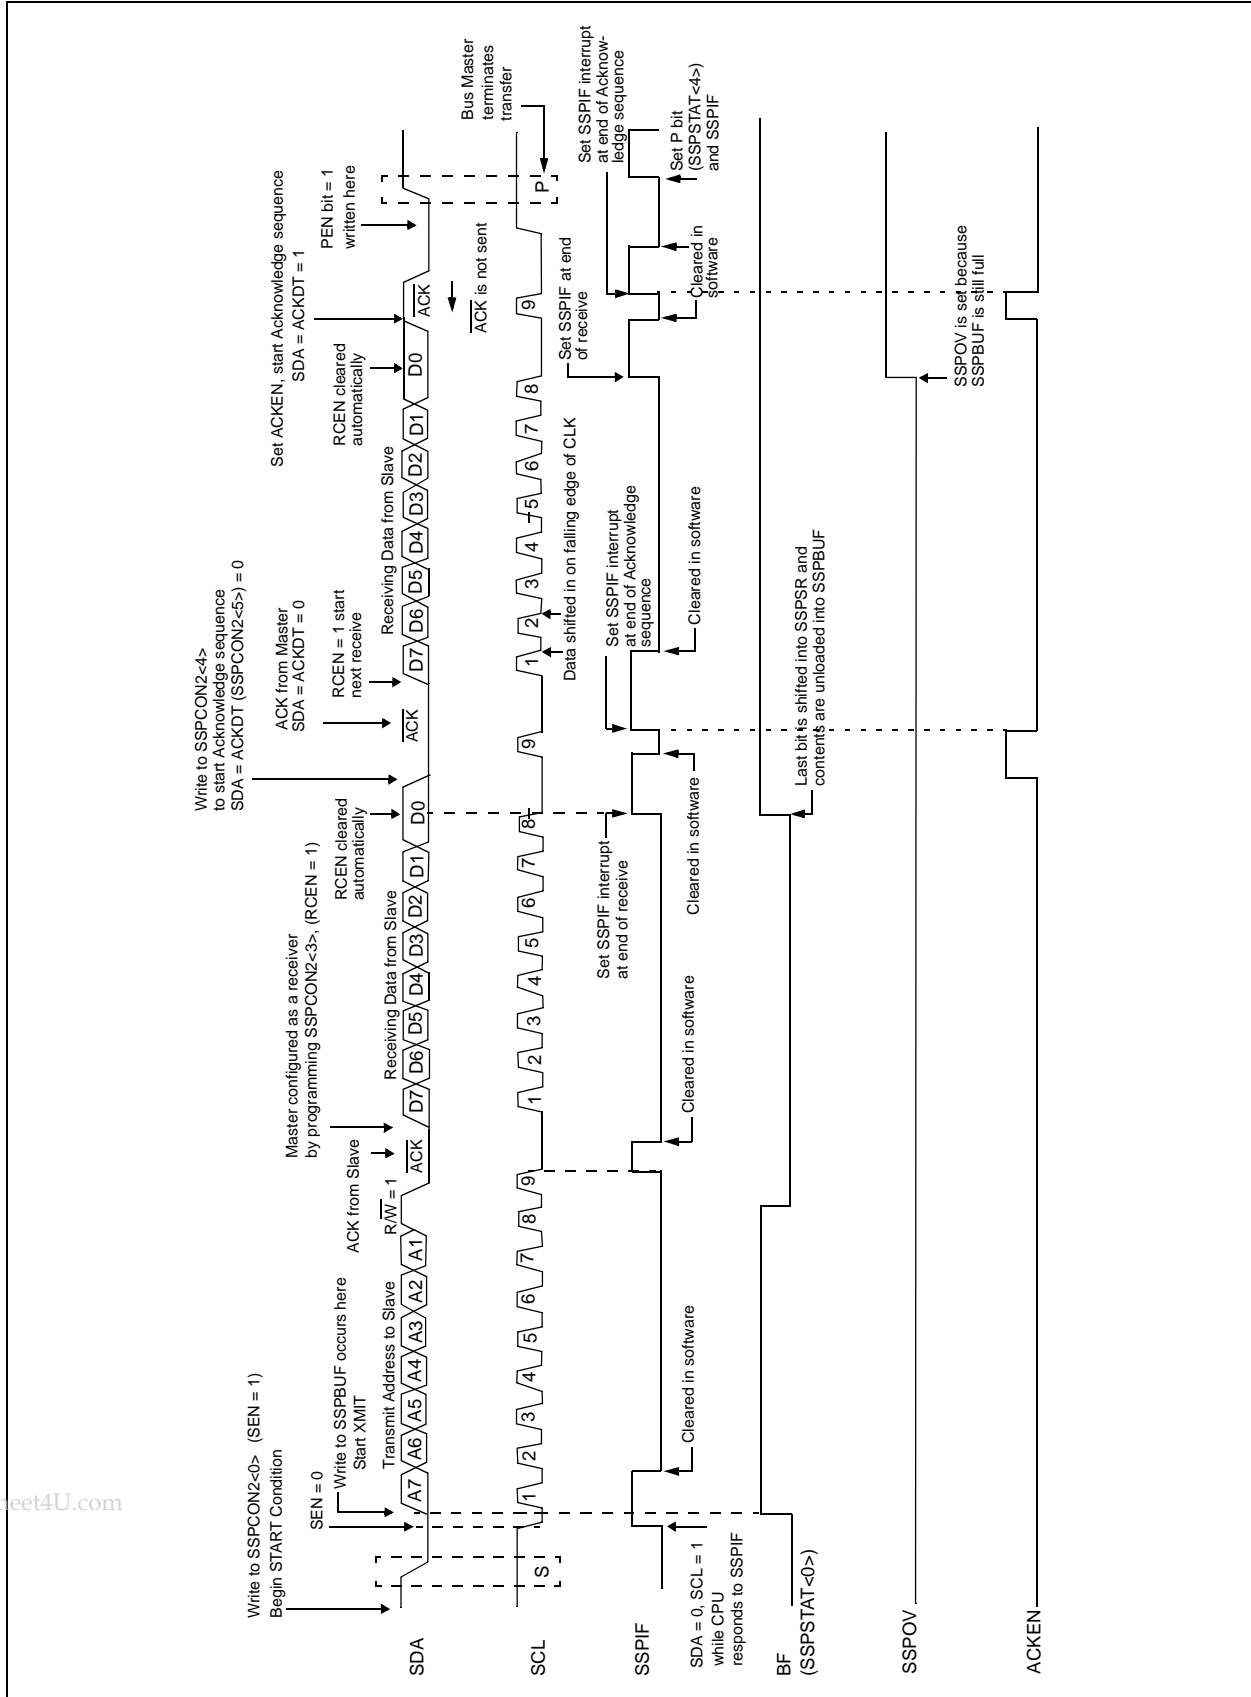 Write to SSPCON2<0> (SEN = 1)
Begin START Condition
SEN = 0
Write to SSPBUF occurs here
Start XMIT
Transmit Address to Slave
ACK from Slave
R/W = 1
Master configured as a receiver
by programming SSPCON2<3>, (RCEN = 1)
Receiving Data from Slave
RCEN cleared
automatically
Write to SSPCON2<4>
to start Acknowledge sequence
SDA = ACKDT (SSPCON2<5>) = 0
ACK from Master
SDA = ACKDT = 0
RCEN = 1 start
next receive
Receiving Data from Slave
RCEN cleared
automatically
Set ACKEN, start Acknowledge sequence
SDA = ACKDT = 1
PEN bit = 1
written here
SDA
A7 A6 A5 A4 A3 A2 A1
ACK
D7 D6 D5 D4 D3 D2 D1 D0
ACK
D7 D6 D5 D4 D3 D2 D1 D0
ACK
ACK is not sent
Bus Master
terminates
transfer
SCL
S
1 2 3 4 5 6 7 8 9
1 2 3 4 5 6 7 8 9
1 2 3 4 5 6 7 8 9
P
Data shifted in on falling edge of CLK
Set SSPIF interrupt
at end of receive
Set SSPIF interrupt
at end of Acknowledge
sequence
Set SSPIF at end
of receive
Set SSPIF interrupt
at end of Acknow-
ledge sequence
SSPIF
SDA = 0, SCL = 1
while CPU
responds to SSPIF
Cleared in software
Cleared in software
Cleared in software
Cleared in software
Cleared in
software
Set P bit
(SSPSTAT<4>)
and SSPIF
BF
(SSPSTAT<0>)
Last bit is shifted into SSPSR and
contents are unloaded into SSPBUF
SSPOV
SSPOV is set because
SSPBUF is still full
ACKEN
eet4U.com